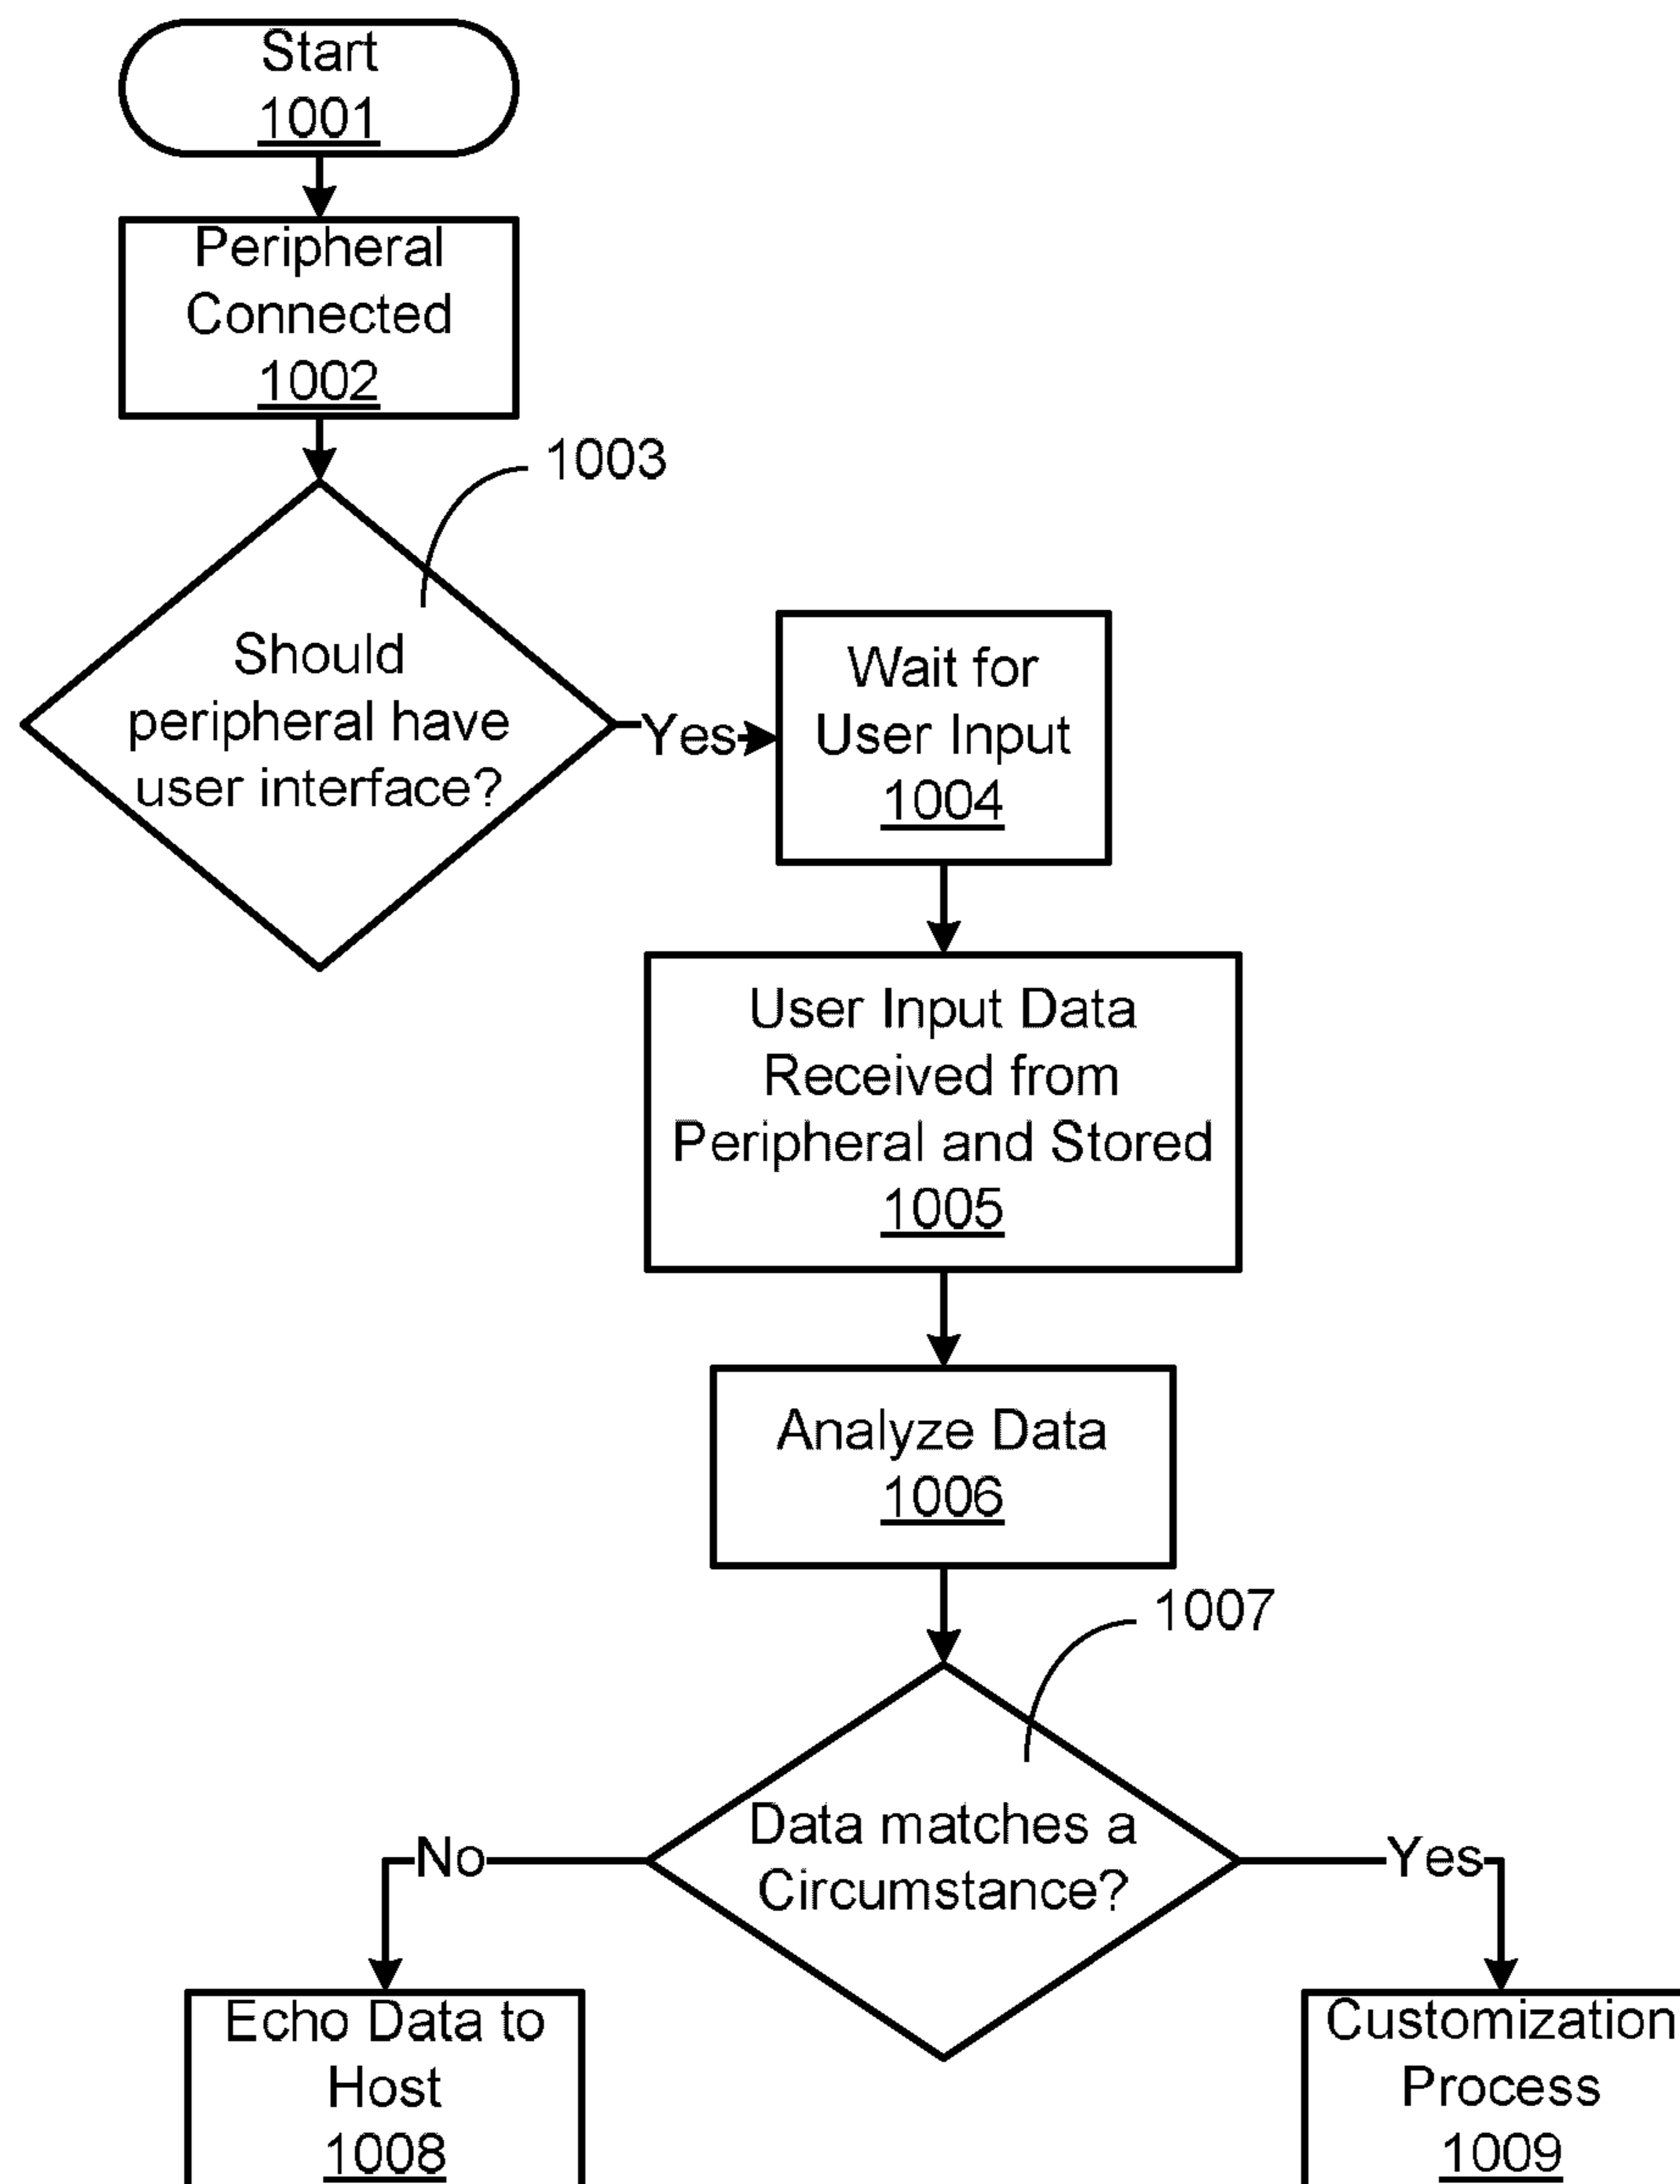 Start
1001
Peripheral
Connected
1002
1003
Should
peripheral have
user interface?
Yes
Wait for
User Input
1004
User Input Data
Received from
Peripheral and Stored
1005
Analyze Data
1006
1007
Data matches a
Circumstance?
No
Yes
Echo Data to
Host
1008
Customization
Process
1009